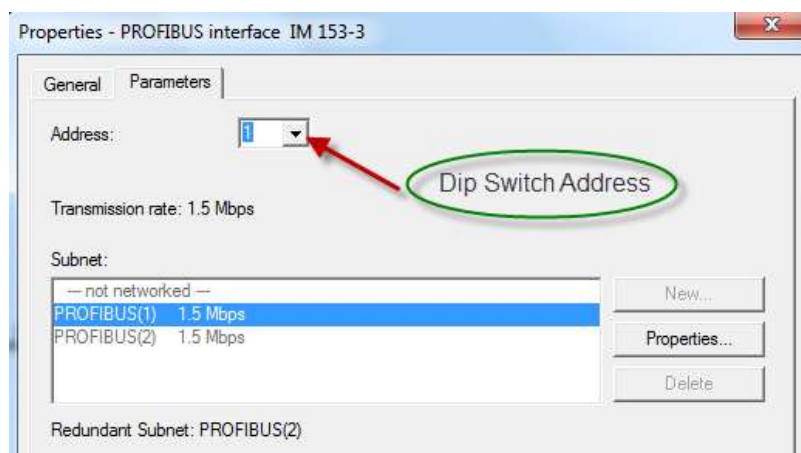 Properties - PROFIBUS interface IM 153-3
X
General Parameters
Address: 1
Dip Switch Address
Transmission rate: 1.5 Mbps
Subnet:
--- not networked ---
New...
PROFIBUS(1) 1.5 Mbps
PROFIBUS(2) 1.5 Mbps
Properties...
Delete
Redundant Subnet: PROFIBUS(2)